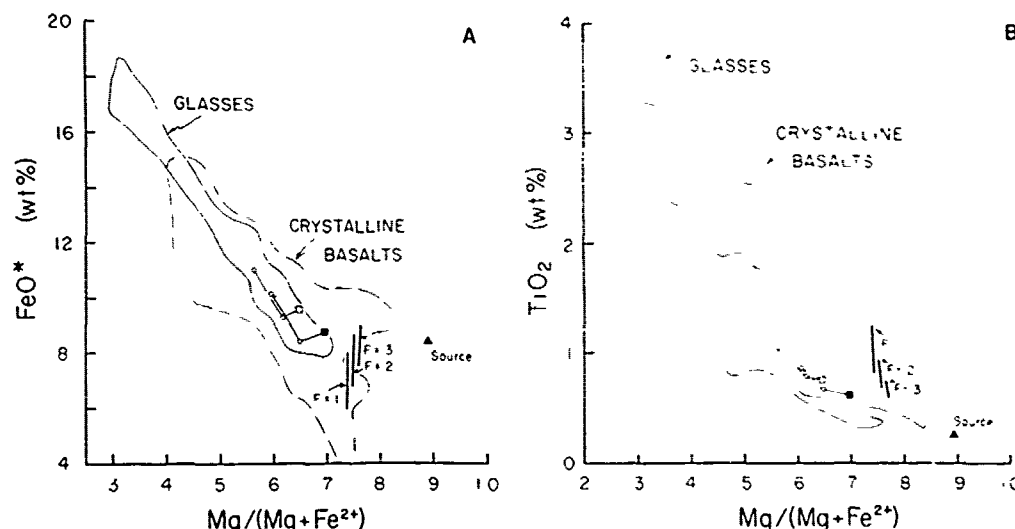 A
20
16
12
8
4
FeO* (wt%)
GLASSES
CRYSTALLINE
BASALTS
F=.3
F=.2
F=.1
Source
3 4 5 6 7 8 9 10
Mg/(Mg+Fe2+)
B
4
3
2
1
0
TiO2 (wt%)
GLASSES
CRYSTALLINE
BASALTS
F
Source
2 3 4 5 6 7 8 9 10
Mg/(Mg+Fe2+)